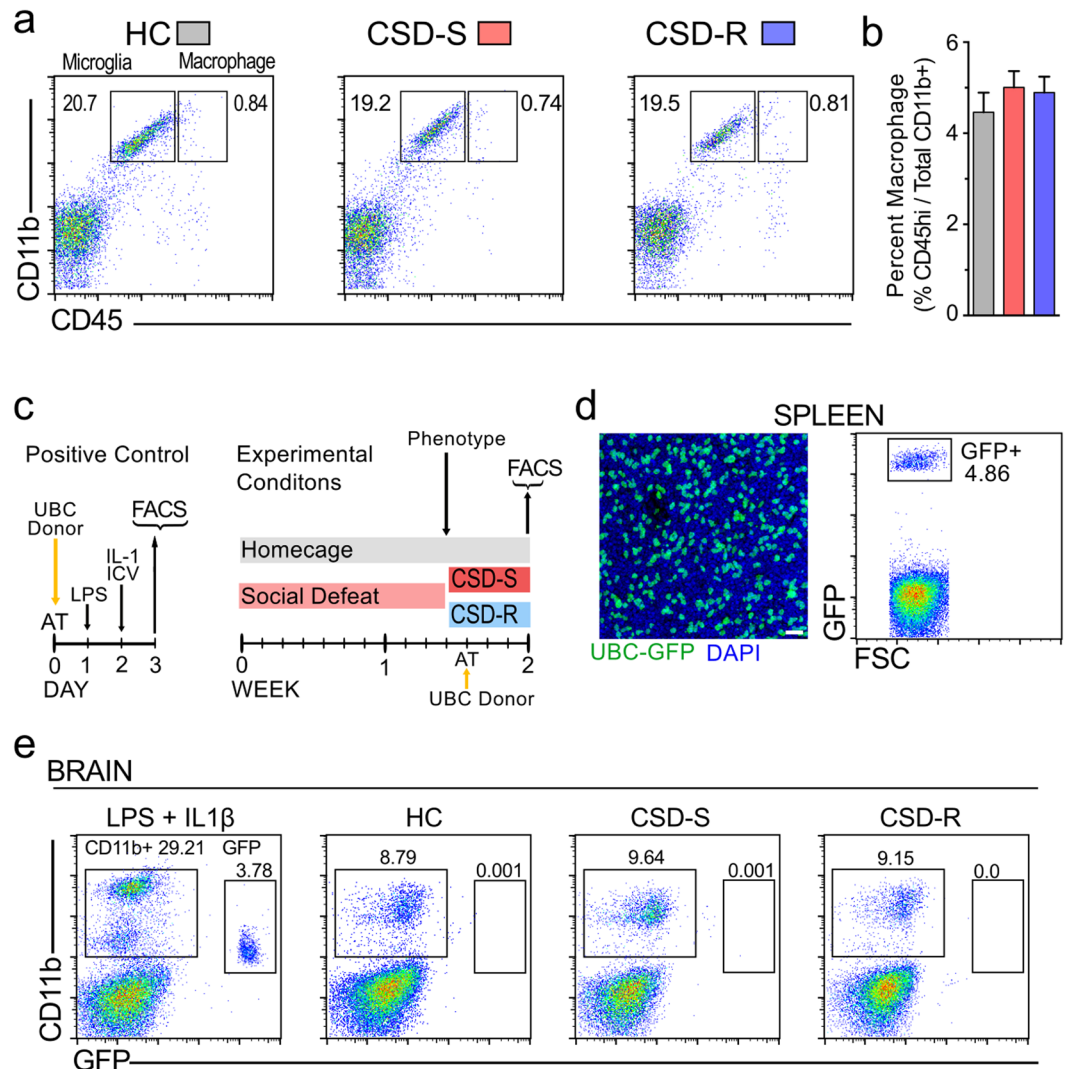 a
HC
CSD-S
CSD-R
b
Microglia
Macrophage
20.7
0.84
19.2
0.74
19.5
0.81
CD11b
CD45
Percent Macrophage
(% CD45hi / Total CD11b+)
6
4
2
0
c
Positive Control
UBC
Donor
AT
LPS
IL-1
ICV
FACS
0 1 2 3
DAY
Experimental
Conditons
Phenotype
FACS
Homecage
Social Defeat
CSD-S
CSD-R
0 1 2
WEEK
AT
UBC Donor
d
SPLEEN
UBC-GFP DAPI
GFP+
4.86
GFP
FSC
e
BRAIN
LPS + IL1β
HC
CSD-S
CSD-R
CD11b+ 29.21 GFP
3.78
8.79
0.001
9.64
0.001
9.15
0.0
CD11b
GFP